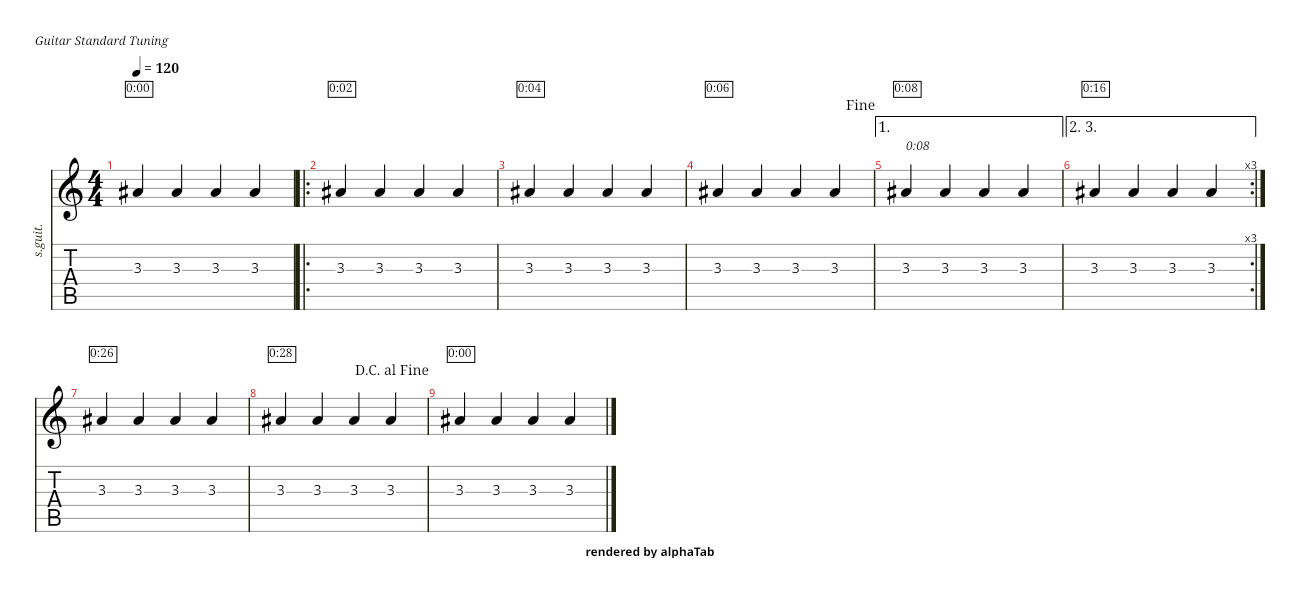 Guitar Standard Tuning
= 120
0:00 0:02 0:04 0:06 0:08 0:16
Fine
1. 2. 3.
0:08
1 2 3 4 5 6 x3
4
4
s.guit.
x3
T
A
B
3 3 3 3 3 3 3 3 3 3 3 3 3 3 3 3 3 3 3 3 3 3 3 3
0:26 0:28 0:00
D.C. al Fine
7 8 9
T
A
B
3 3 3 3 3 3 3 3 3 3 3 3
rendered by alphaTab